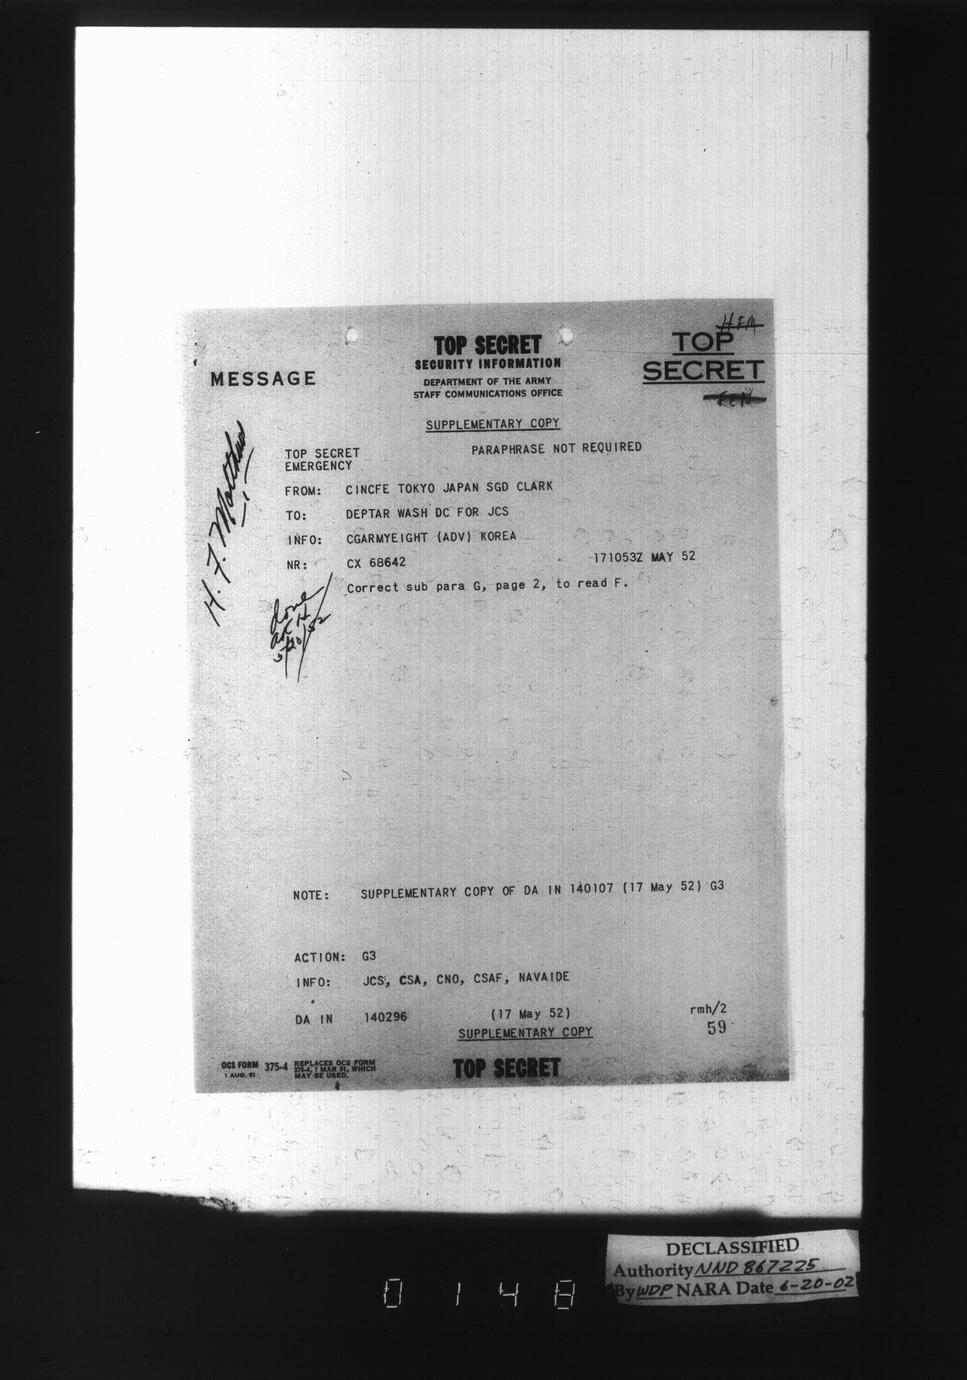 TOP SECRET
SECURITY INFORMATION
DEPARTMENT OF THE ARMY
STAFF COMMUNICATIONS OFFICE
MESSAGE
HEM
TOP
SECRET
SUPPLEMENTARY COPY
TOP SECRET PARAPHRASE NOT REQUIRED
EMERGENCY
FROM: CINCFE TOKYO JAPAN SGD CLARK
TO: DEPTAR WASH DC FOR JCS
INFO: CGARMYEIGHT (ADV) KOREA
NR: CX 68642 171053Z MAY 52
Correct sub para G, page 2, to read F.
H. F. Matthews
done
5/20/52
NOTE: SUPPLEMENTARY COPY OF DA IN 140107 (17 May 52) G3
ACTION: G3
INFO: JCS, CSA, CNO, CSAF, NAVAIDE
DA IN 140296 (17 May 52) rmh/2
SUPPLEMENTARY COPY 59
OCS FORM 375-4 REPLACES OCS FORM
1 AUG. 51 375-4, 1 MAR 51, WHICH
MAY BE USED.
TOP SECRET
DECLASSIFIED
Authority NND 867225
By WDP NARA Date 6-20-02
0148